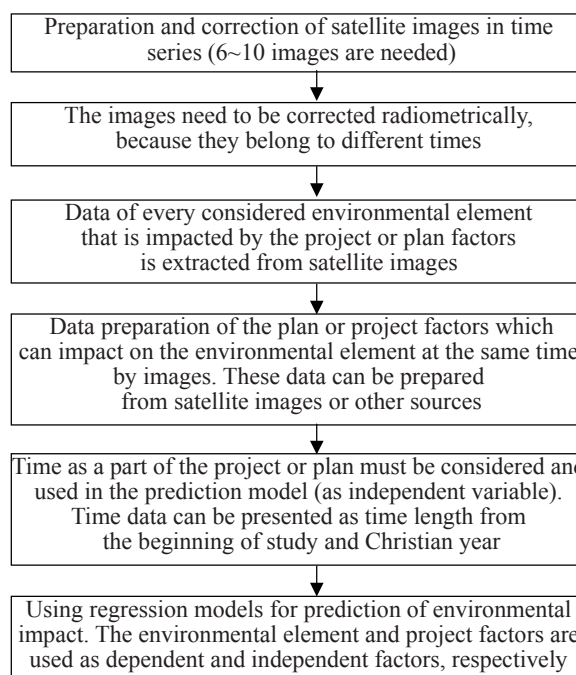 Preparation and correction of satellite images in time
series (6~10 images are needed)
The images need to be corrected radiometrically,
because they belong to different times
Data of every considered environmental element
that is impacted by the project or plan factors
is extracted from satellite images
Data preparation of the plan or project factors which
can impact on the environmental element at the same time
by images. These data can be prepared
from satellite images or other sources
Time as a part of the project or plan must be considered and
used in the prediction model (as independent variable).
Time data can be presented as time length from
the beginning of study and Christian year
Using regression models for prediction of environmental
impact. The environmental element and project factors are
used as dependent and independent factors, respectively